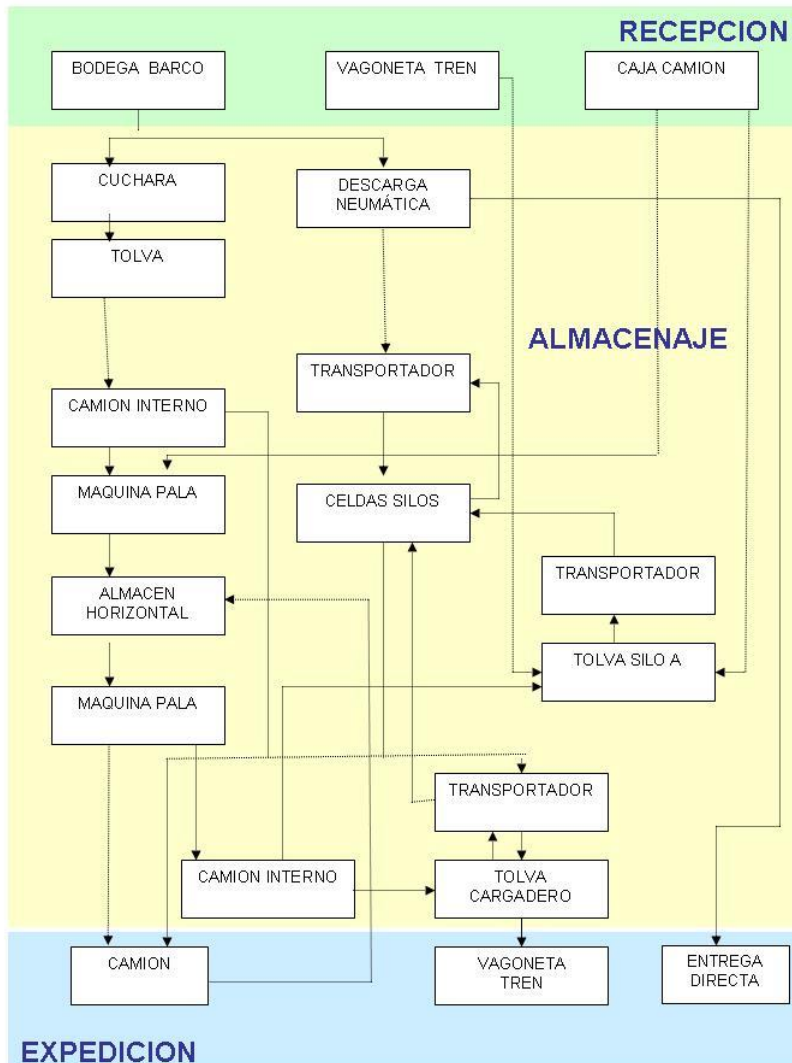 RECEPCION
BODEGA BARCO
VAGONETA TREN
CAJA CAMION
CUCHARA
DESCARGA
NEUMÁTICA
TOLVA
ALMACENAJE
TRANSPORTADOR
CAMION INTERNO
MAQUINA PALA
CELDAS SILOS
ALMACEN
HORIZONTAL
TRANSPORTADOR
TOLVA SILO A
MAQUINA PALA
TRANSPORTADOR
CAMION INTERNO
TOLVA
CARGADERO
CAMION
VAGONETA
TREN
ENTREGA
DIRECTA
EXPEDICION